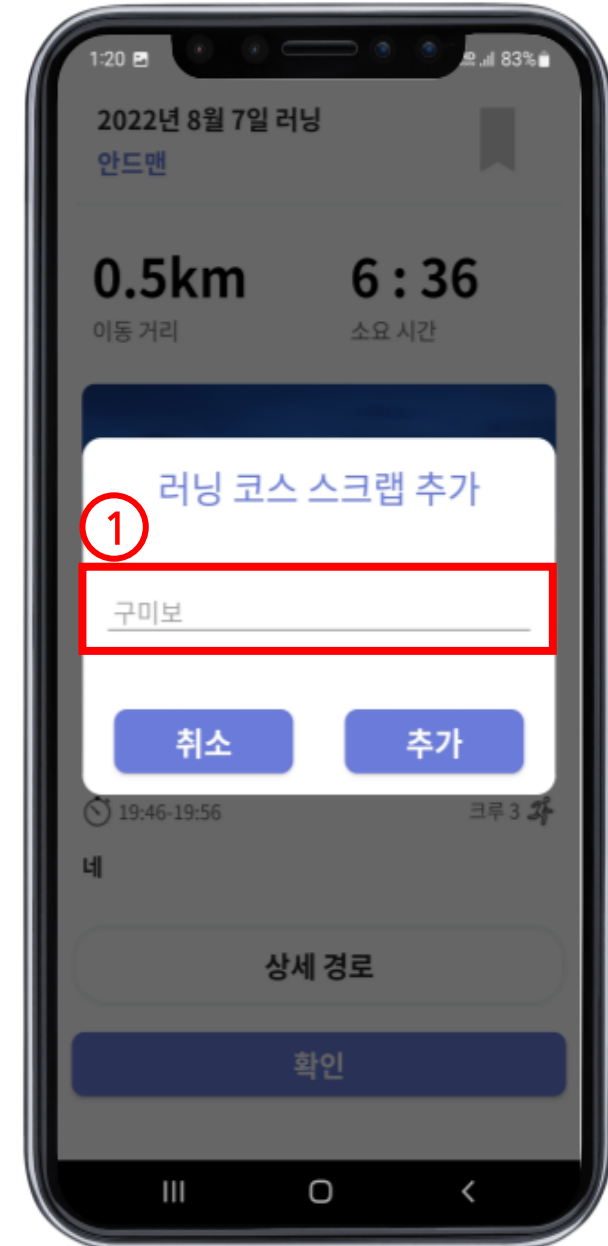 1:20 83%
2022년 8월 7일 러닝
안드맨
0.5km 6 : 36
이동 거리 소요 시간
러닝 코스 스크랩 추가
1
구미보
취소 추가
19:46-19:56 크루 3
네
상세 경로
확인